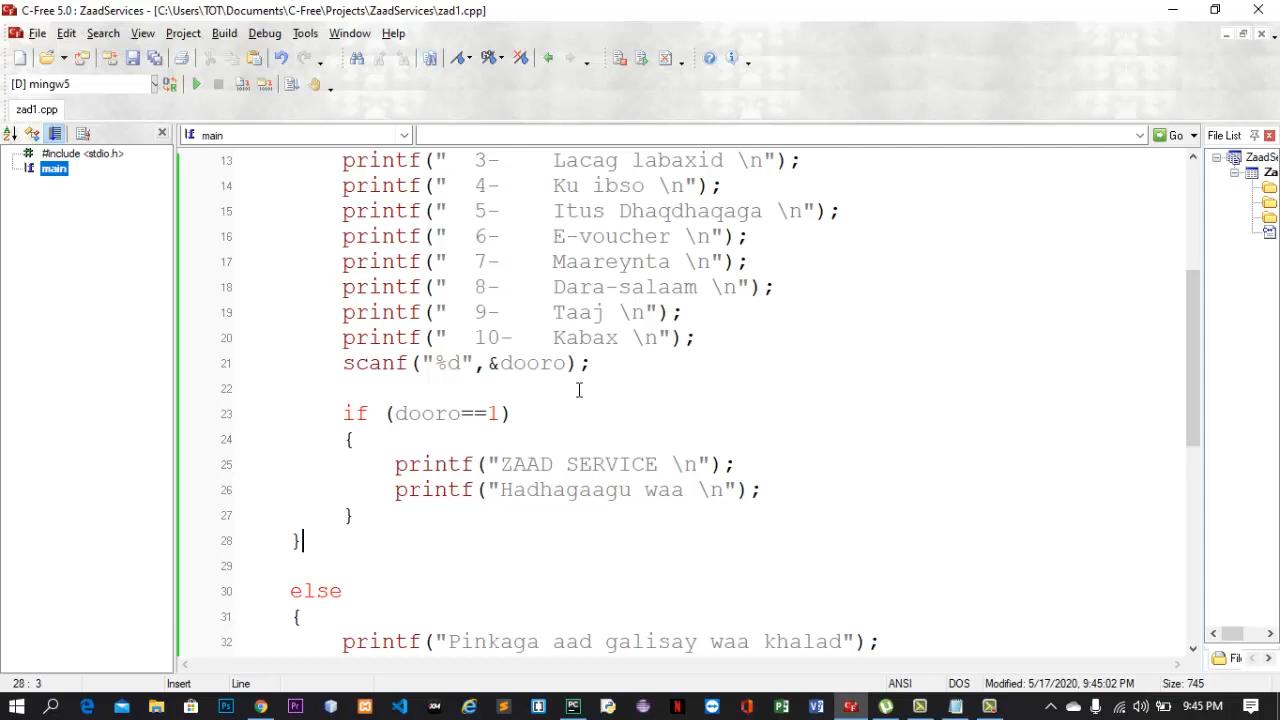 C-Free 5.0 : ZaadServices - [C:\Users\TOT\Documents\C-Free\Projects\ZaadServices\zad1.cpp]
File Edit Search View Project Build Debug Tools Window Help
[D] mingw5
zad1.cpp
main
Go
File List
#include <stdio.h>
main
ZaadSe
Za
13 printf("  3-    Lacag labaxid \n");
14 printf("  4-    Ku ibso \n");
15 printf("  5-    Itus Dhaqdhaqaga \n");
16 printf("  6-    E-voucher \n");
17 printf("  7-    Maareynta \n");
18 printf("  8-    Dara-salaam \n");
19 printf("  9-    Taaj \n");
20 printf("  10-   Kabax \n");
21 scanf("%d",&dooro);
22
23 if (dooro==1)
24 {
25 printf("ZAAD SERVICE \n");
26 printf("Hadhagaagu waa \n");
27 }
28 }
29
30 else
31 {
32 printf("Pinkaga aad galisay waa khalad");
28 : 3 Insert Line ANSI DOS Modified: 5/17/2020, 9:45:02 PM Size: 745
9:45 PM